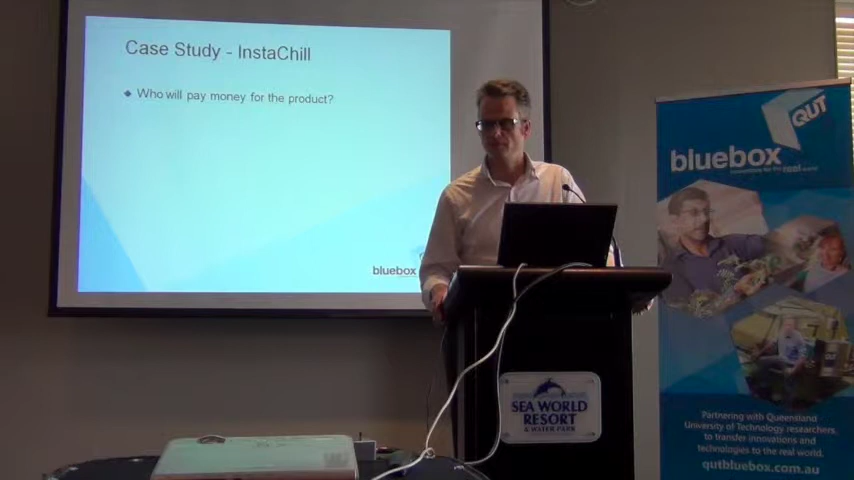 Case Study - InstaChill
Who will pay money for the product?
bluebox
QUT
bluebox
SEA WORLD
RESORT
& WATER PARK
QUT
Partnering with Queensland
University of Technology researchers,
to transfer innovations and
technologies to the real world.
qutbluebox.com.au